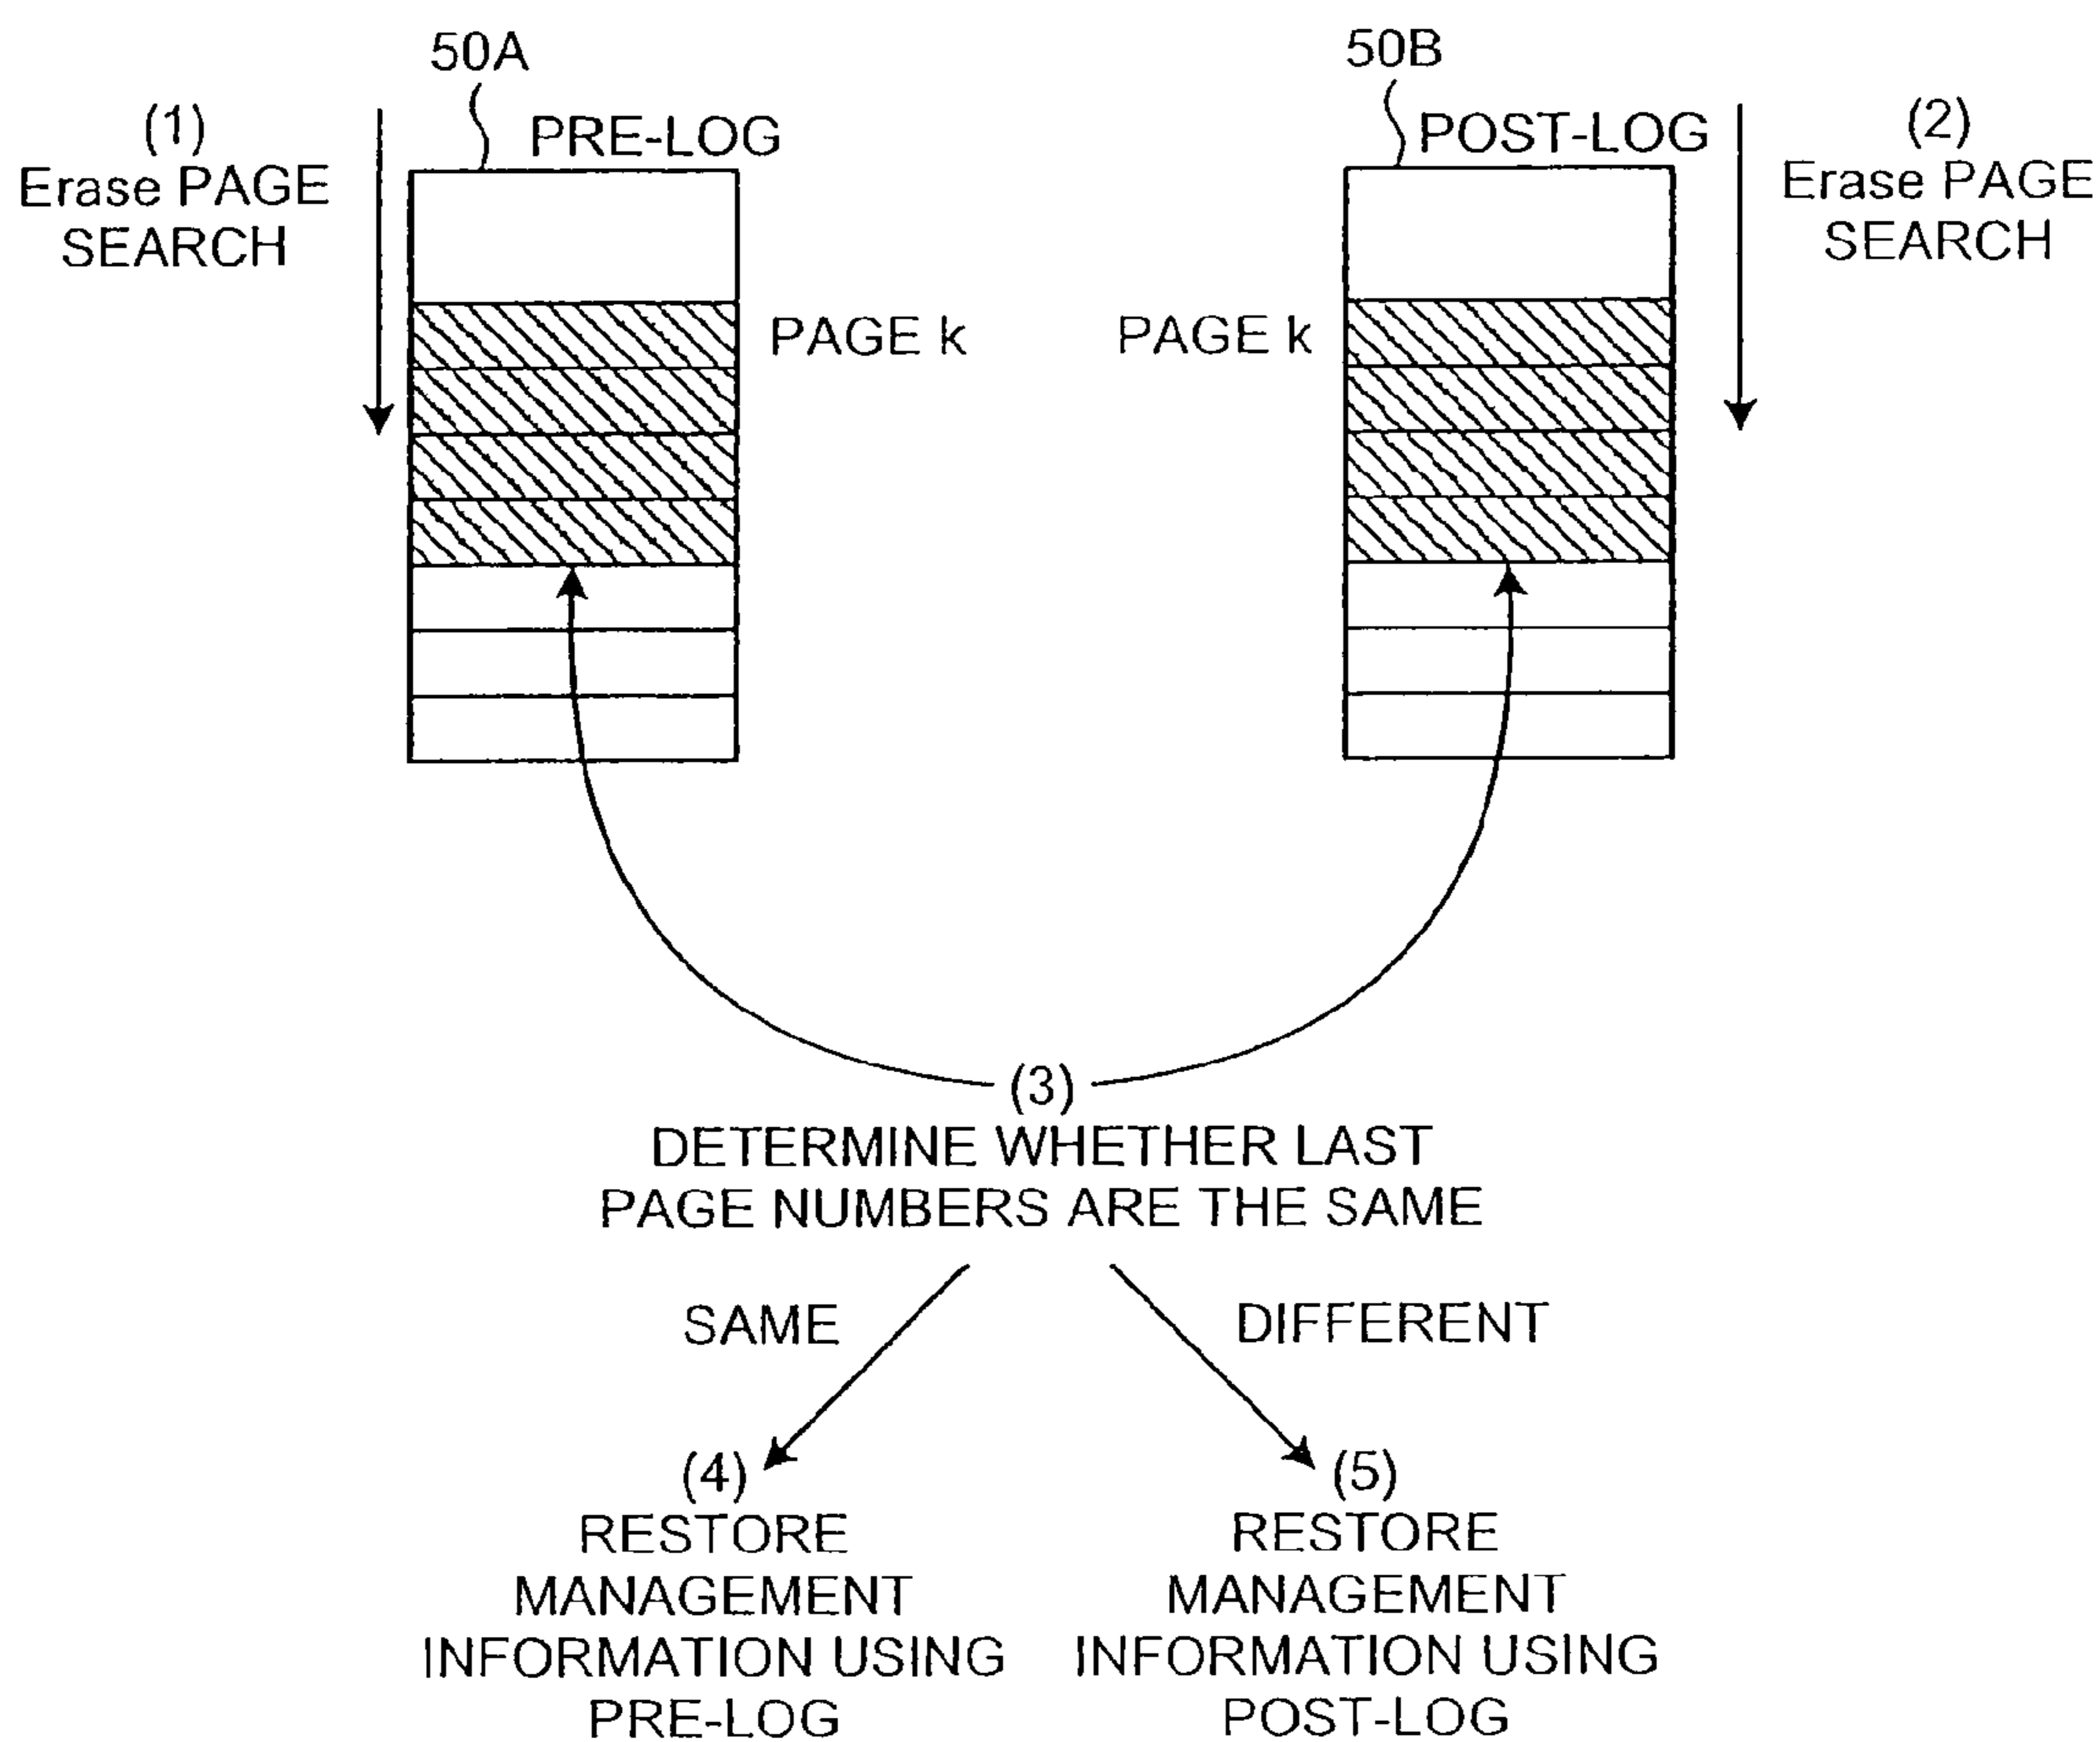 50A
50B
(1)
Erase PAGE
SEARCH
PRE-LOG
POST-LOG
(2)
Erase PAGE
SEARCH
PAGE k
PAGE k
(3)
DETERMINE WHETHER LAST
PAGE NUMBERS ARE THE SAME
SAME
DIFFERENT
(4)
RESTORE
MANAGEMENT
INFORMATION USING
PRE-LOG
(5)
RESTORE
MANAGEMENT
INFORMATION USING
POST-LOG